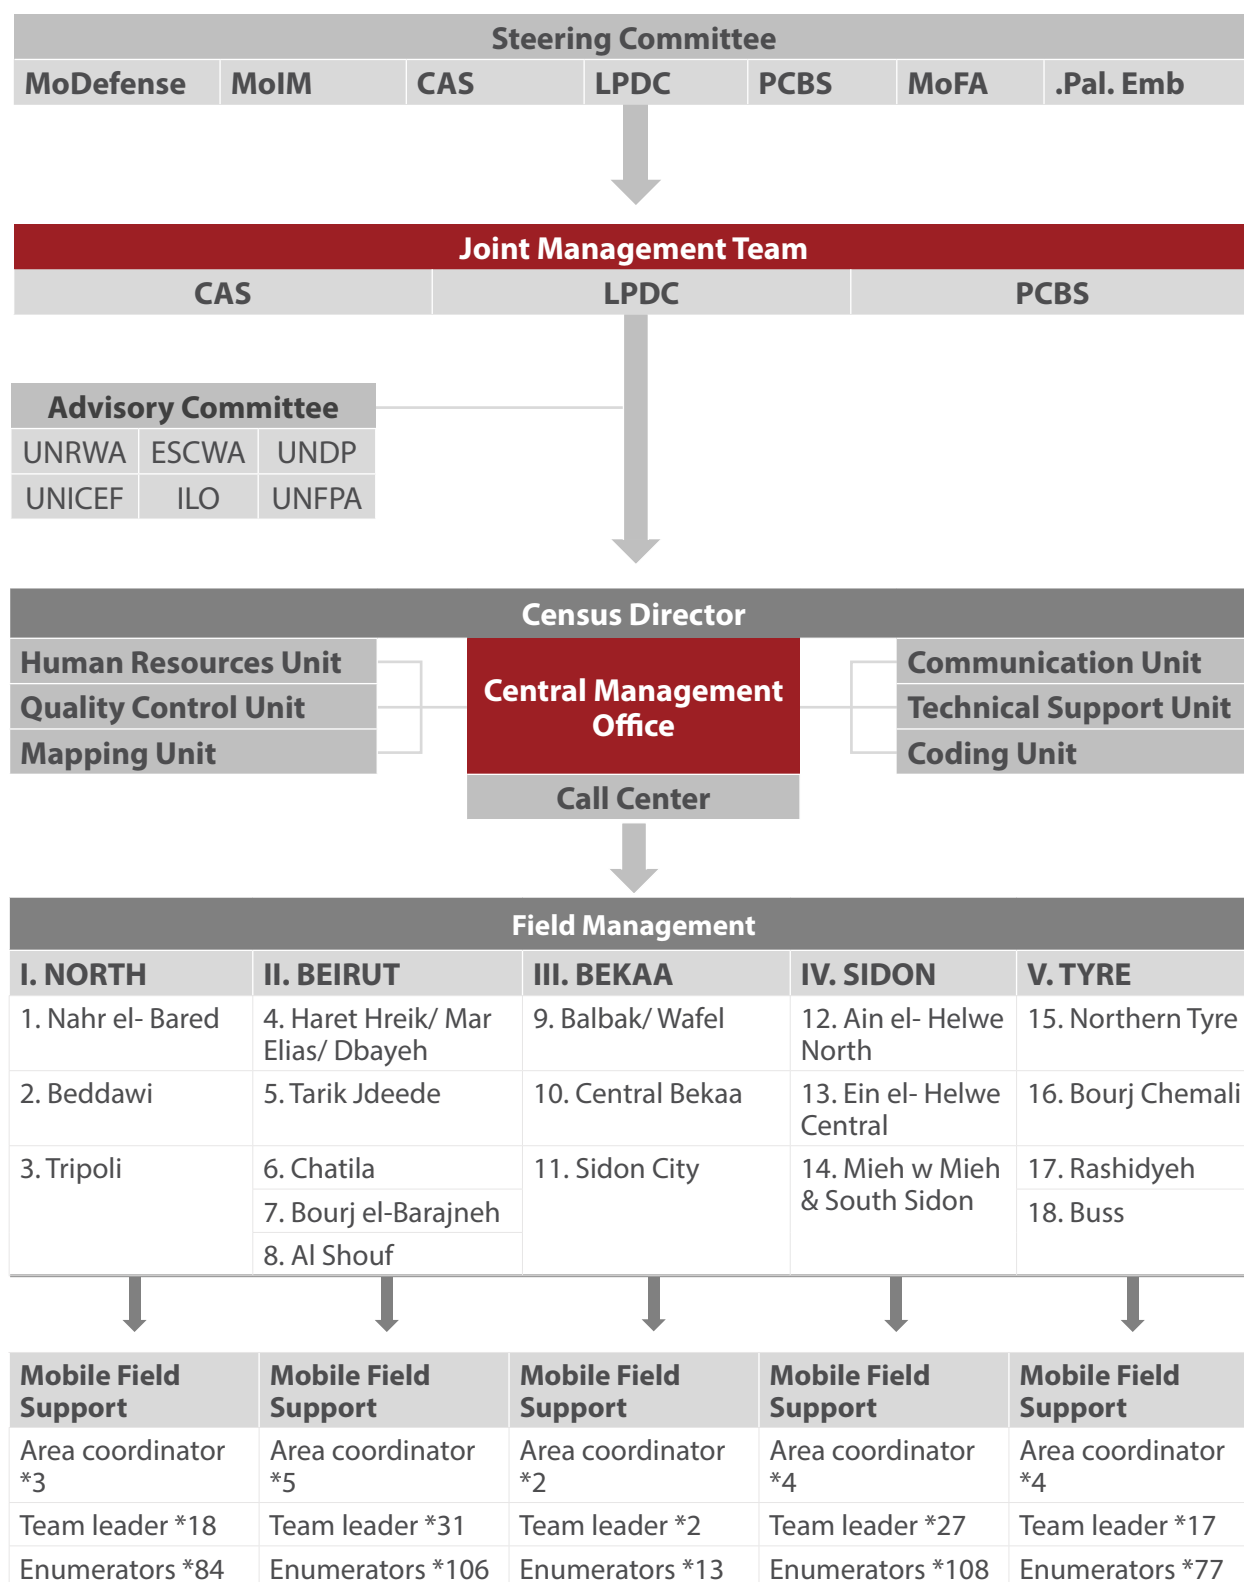 Steering Committee
MoDefense MoIM CAS LPDC PCBS MoFA .Pal. Emb
Joint Management Team
CAS LPDC PCBS
Advisory Committee
UNRWA ESCWA UNDP
UNICEF ILO UNFPA
Census Director
Human Resources Unit
Quality Control Unit
Mapping Unit
Central Management
Office
Communication Unit
Technical Support Unit
Coding Unit
Call Center
Field Management
I. NORTH
1. Nahr el- Bared
2. Beddawi
3. Tripoli
II. BEIRUT
4. Haret Hreik/ Mar
Elias/ Dbayeh
5. Tarik Jdeede
6. Chatila
7. Bourj el-Barajneh
8. Al Shouf
III. BEKAA
9. Balbak/ Wafel
10. Central Bekaa
11. Sidon City
IV. SIDON
12. Ain el- Helwe
North
13. Ein el- Helwe
Central
14. Mieh w Mieh
& South Sidon
V. TYRE
15. Northern Tyre
16. Bourj Chemali
17. Rashidyeh
18. Buss
Mobile Field
Support
Area coordinator
*3
Team leader *18
Enumerators *84
Mobile Field
Support
Area coordinator
*5
Team leader *31
Enumerators *106
Mobile Field
Support
Area coordinator
*2
Team leader *2
Enumerators *13
Mobile Field
Support
Area coordinator
*4
Team leader *27
Enumerators *108
Mobile Field
Support
Area coordinator
*4
Team leader *17
Enumerators *77